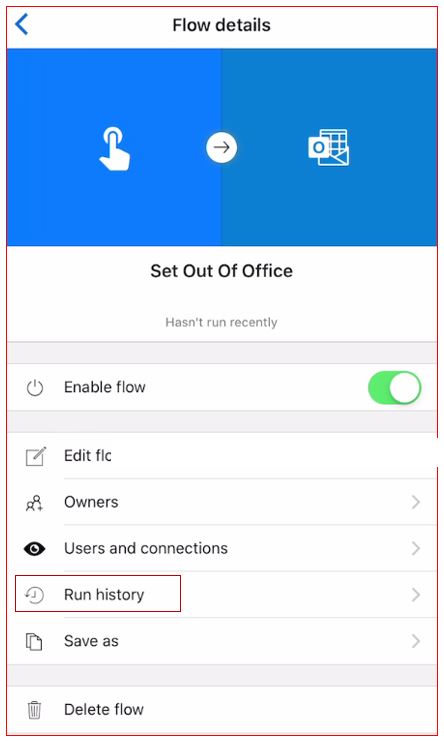 Flow details
Set Out Of Office
Hasn't run recently
Enable flow
Edit
Owners
Users and connections
Run history
Save as
Delete flow